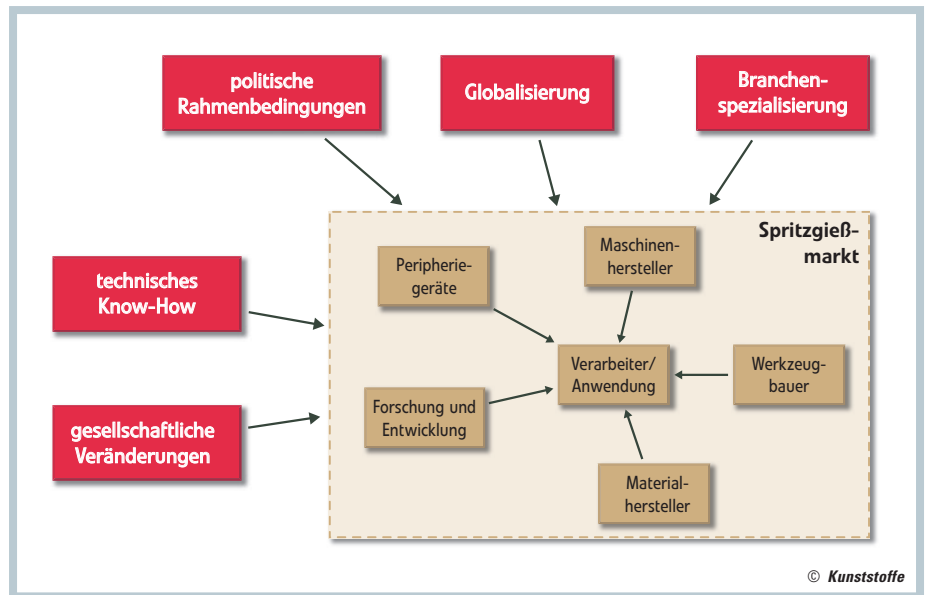 politische
Rahmenbedingungen
Globalisierung
Branchen-
spezialisierung
Spritzgieß-
markt
Maschinen-
hersteller
Peripherie-
geräte
technisches
Know-How
Verarbeiter/
Anwendung
Werkzeug-
bauer
Forschung und
Entwicklung
gesellschaftliche
Veränderungen
Material-
hersteller
© Kunststoffe